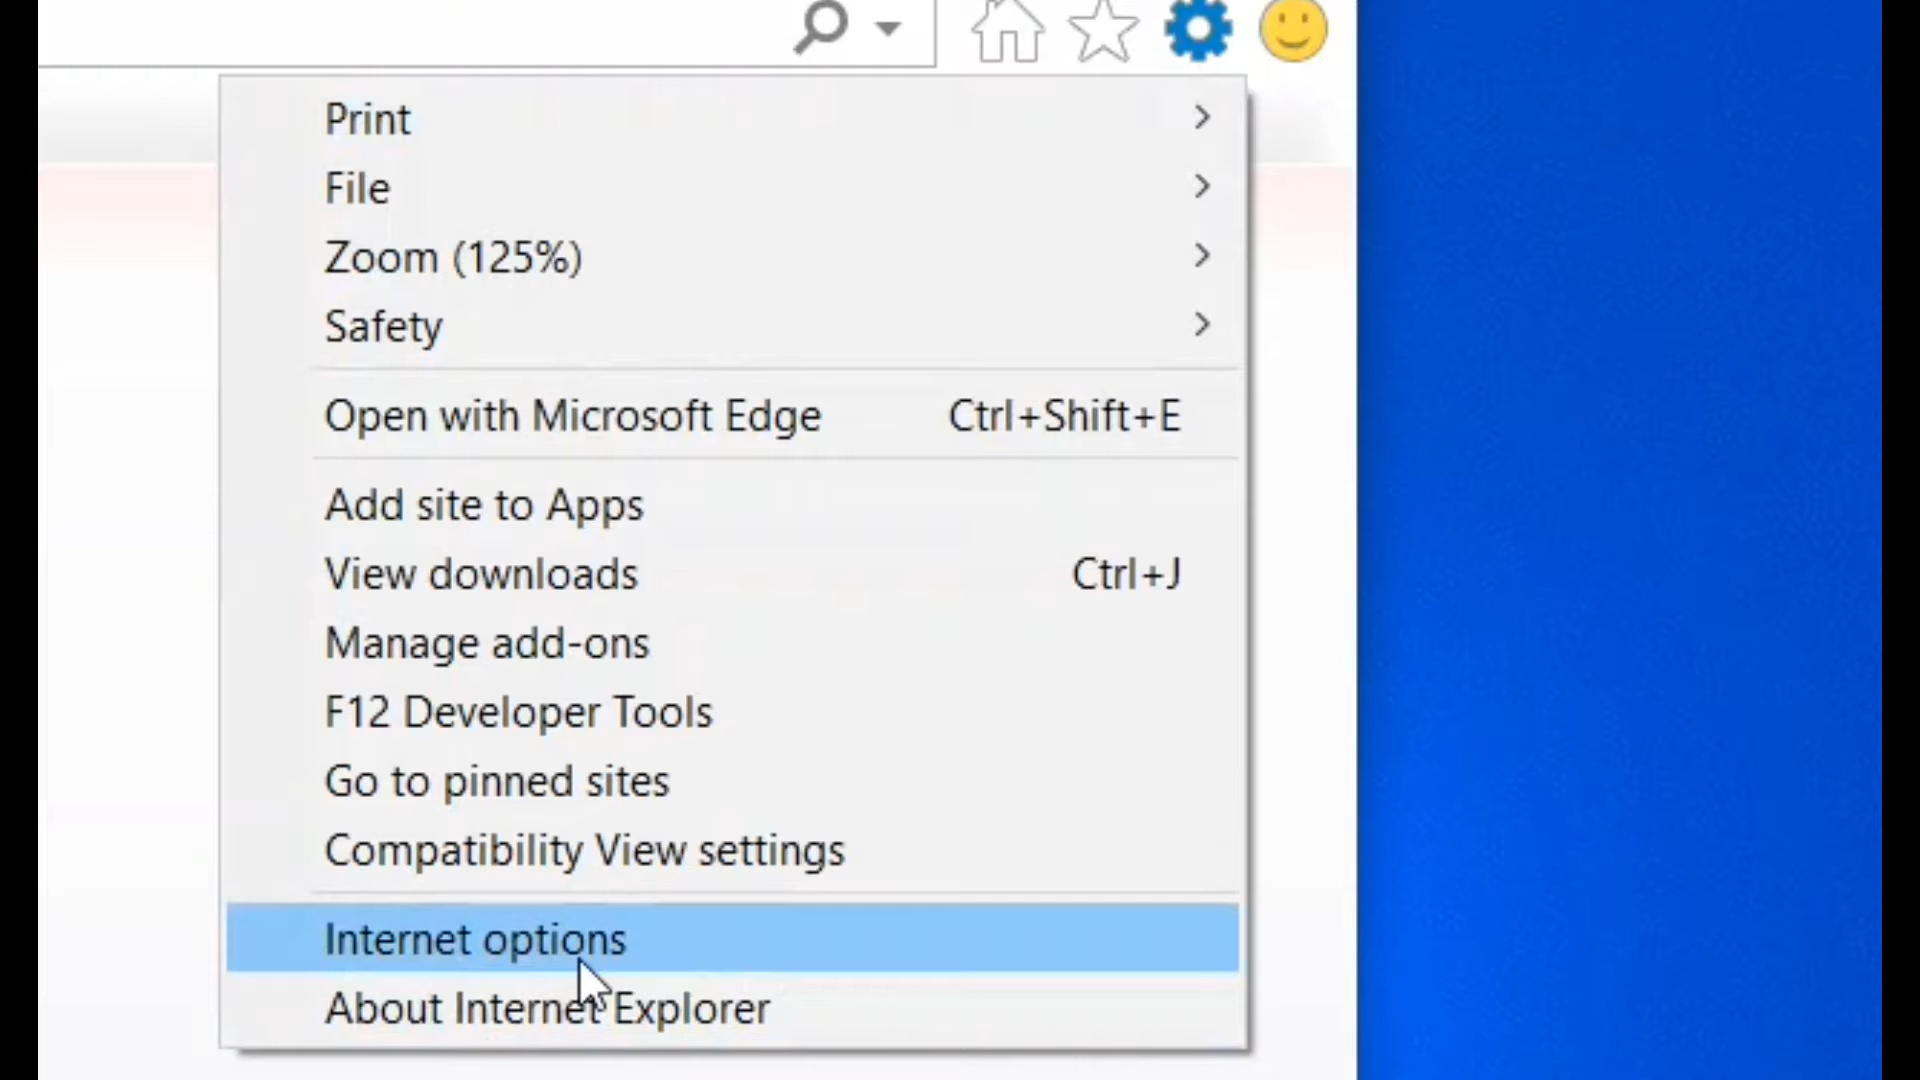 Print
File
Zoom (125%)
Safety
Open with Microsoft Edge Ctrl+Shift+E
Add site to Apps
View downloads Ctrl+J
Manage add-ons
F12 Developer Tools
Go to pinned sites
Compatibility View settings
Internet options
About Internet Explorer